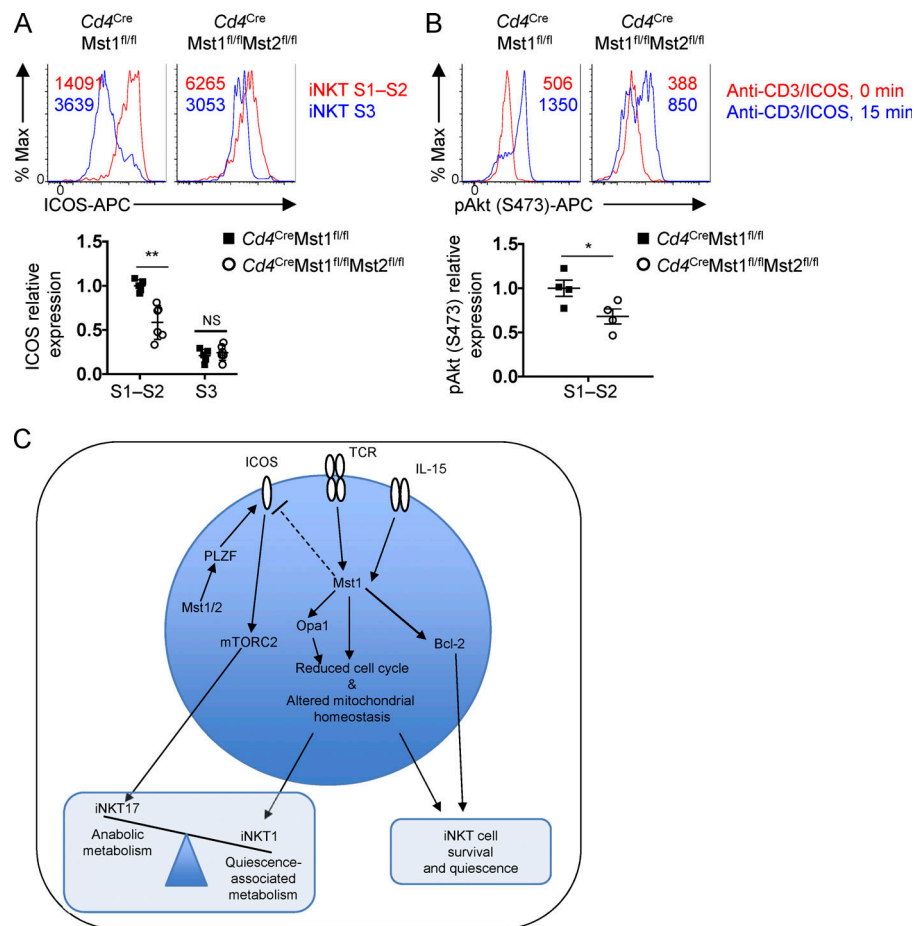 A
Cd4Cre
Mst1fl/fl
Cd4Cre
Mst1fl/flMst2fl/fl
14091
3639
6265
3053
iNKT S1–S2
iNKT S3
% Max
0
0
ICOS-APC
ICOS relative
expression
1.5
1.0
0.5
0.0
**
NS
S1–S2
S3
Cd4CreMst1fl/fl
Cd4CreMst1fl/flMst2fl/fl
B
Cd4Cre
Mst1fl/fl
Cd4Cre
Mst1fl/flMst2fl/fl
506
1350
388
850
Anti-CD3/ICOS, 0 min
Anti-CD3/ICOS, 15 min
% Max
0
0
pAkt (S473)-APC
pAkt (S473) relative
expression
1.5
1.0
0.5
0.0
*
S1–S2
Cd4CreMst1fl/fl
Cd4CreMst1fl/flMst2fl/fl
C
ICOS
TCR
IL-15
PLZF
Mst1/2
Mst1
Opa1
mTORC2
Bcl-2
Reduced cell cycle
&
Altered mitochondrial
homeostasis
iNKT17
Anabolic
metabolism
iNKT1
Quiescence-
associated
metabolism
iNKT cell
survival
and quiescence